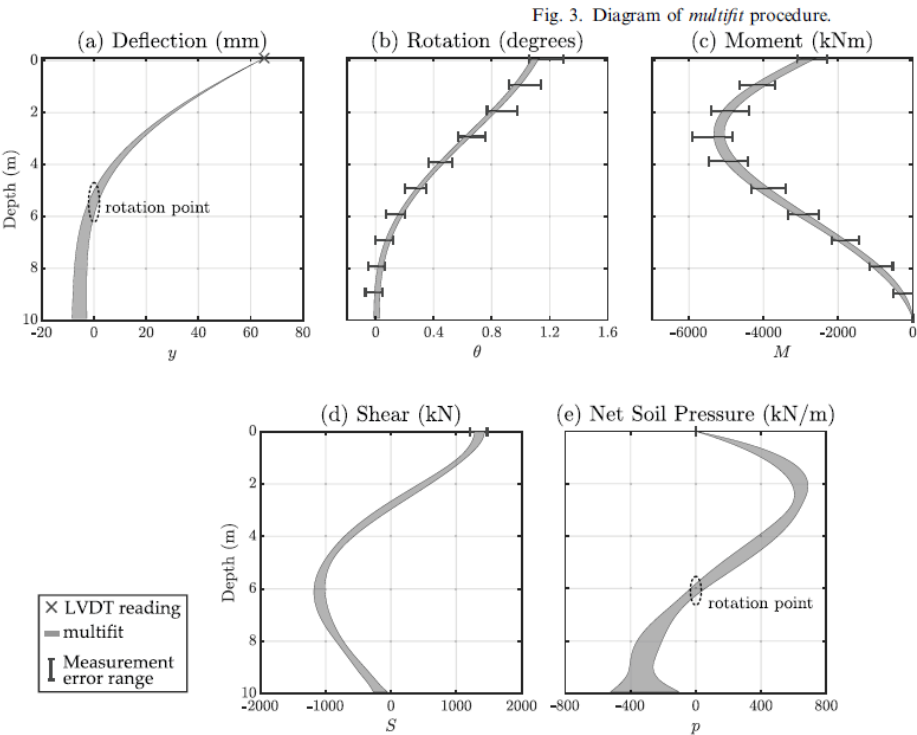 Fig. 3. Diagram of multifit procedure.
(a) Deflection (mm)
(b) Rotation (degrees)
(c) Moment (kNm)
Depth (m)
0
2
4
6
8
10
rotation point
-20 0 20 40 60 80
y
0 0.4 0.8 1.2 1.6
θ
-6000 -4000 -2000 0
M
(d) Shear (kN)
(e) Net Soil Pressure (kN/m)
Depth (m)
0
2
4
6
8
10
rotation point
-2000 -1000 0 1000 2000
S
-800 -400 0 400 800
p
LVDT reading
multifit
Measurement
error range